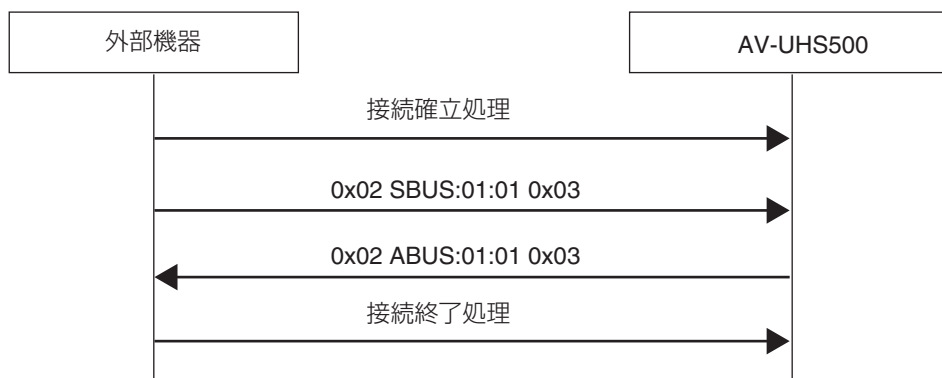 外部機器
AV-UHS500
接続確立処理
0x02 SBUS:01:01 0x03
0x02 ABUS:01:01 0x03
接続終了処理